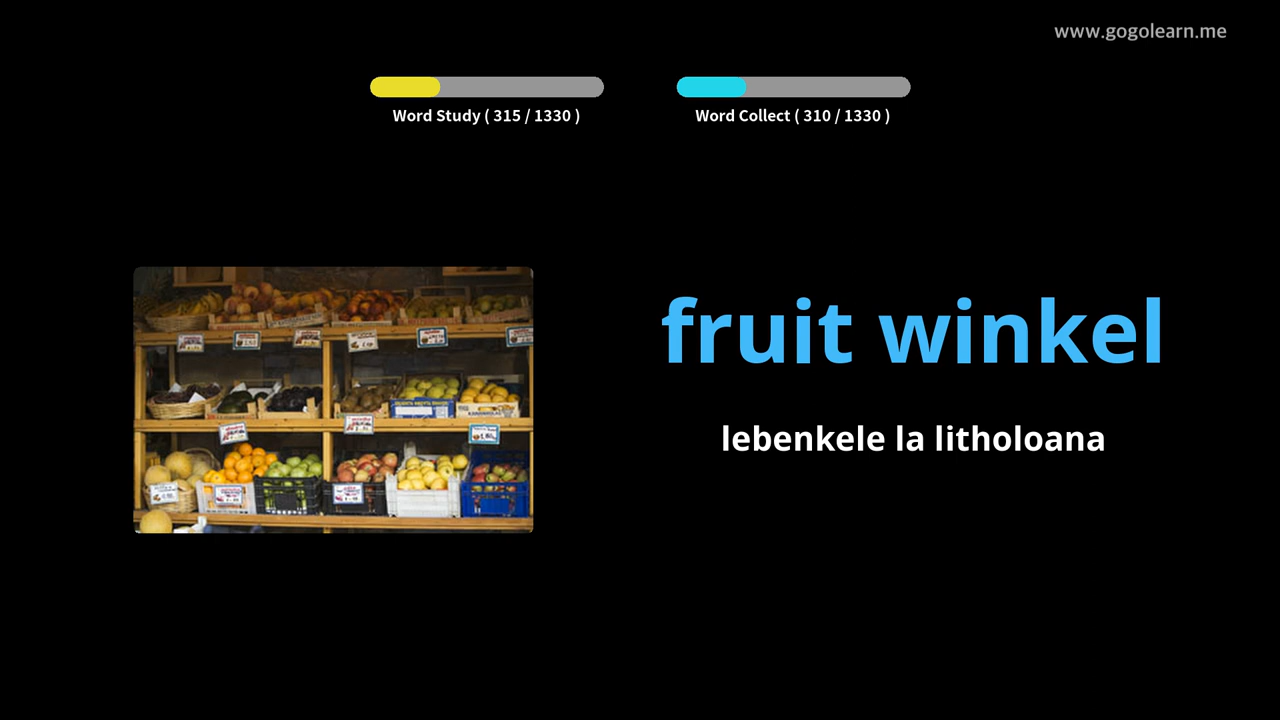 www.gogolearn.me
Word Study ( 315 / 1330 )
Word Collect ( 310 / 1330 )
fruit winkel
lebenkele la litholoana